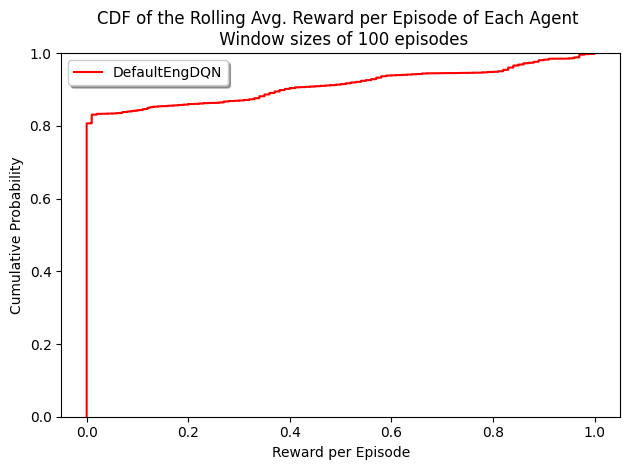 CDF of the Rolling Avg. Reward per Episode of Each Agent
Window sizes of 100 episodes
DefaultEngDQN
Cumulative Probability
1.0
0.8
0.6
0.4
0.2
0.0
0.0 0.2 0.4 0.6 0.8 1.0
Reward per Episode